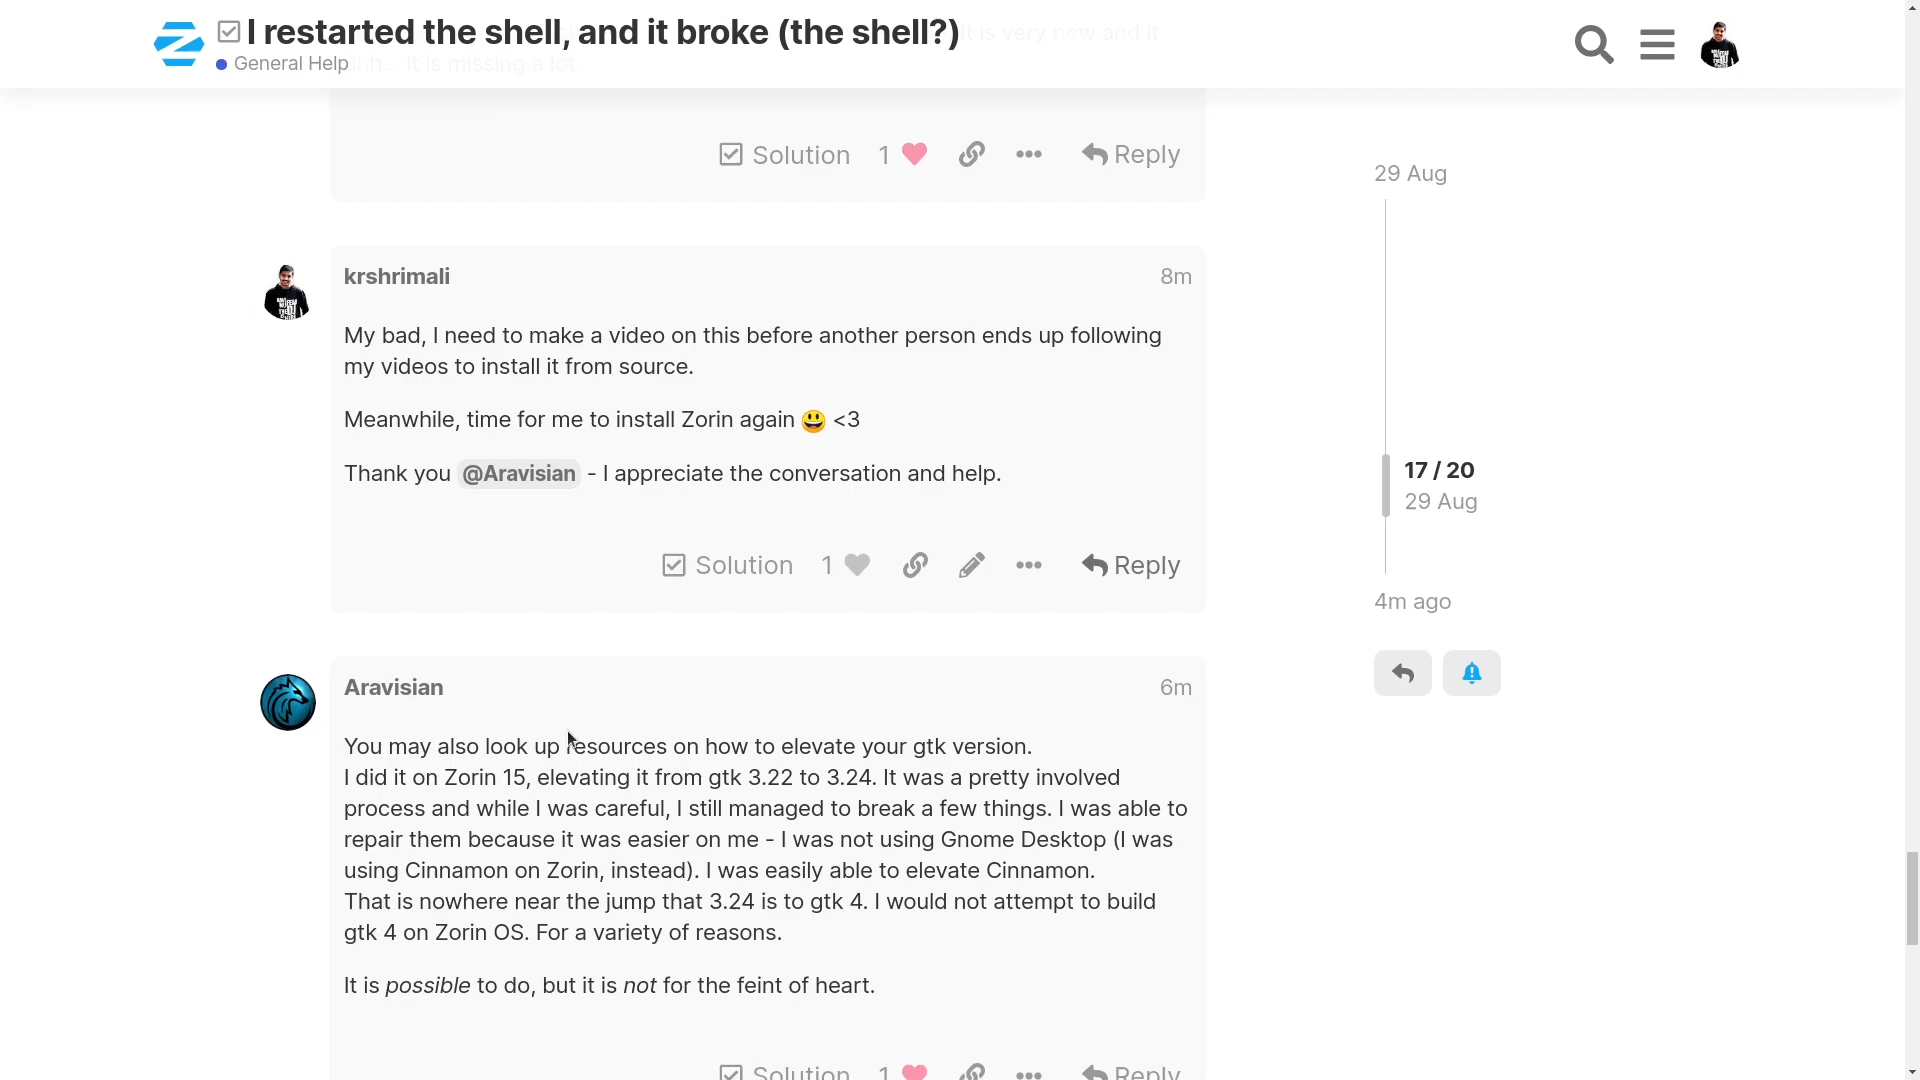 I restarted the shell, and it broke (the shell?)
it is very new and it
General Help
uhh... It is missing a lot.
Solution 1 Reply
29 Aug
krshrimali 8m
My bad, I need to make a video on this before another person ends up following
my videos to install it from source.
Meanwhile, time for me to install Zorin again 😃 <3
Thank you @Aravisian - I appreciate the conversation and help.
17 / 20
29 Aug
Solution 1 Reply
4m ago
Aravisian 6m
You may also look up resources on how to elevate your gtk version.
I did it on Zorin 15, elevating it from gtk 3.22 to 3.24. It was a pretty involved
process and while I was careful, I still managed to break a few things. I was able to
repair them because it was easier on me - I was not using Gnome Desktop (I was
using Cinnamon on Zorin, instead). I was easily able to elevate Cinnamon.
That is nowhere near the jump that 3.24 is to gtk 4. I would not attempt to build
gtk 4 on Zorin OS. For a variety of reasons.
It is possible to do, but it is not for the feint of heart.
Solution 1 Reply